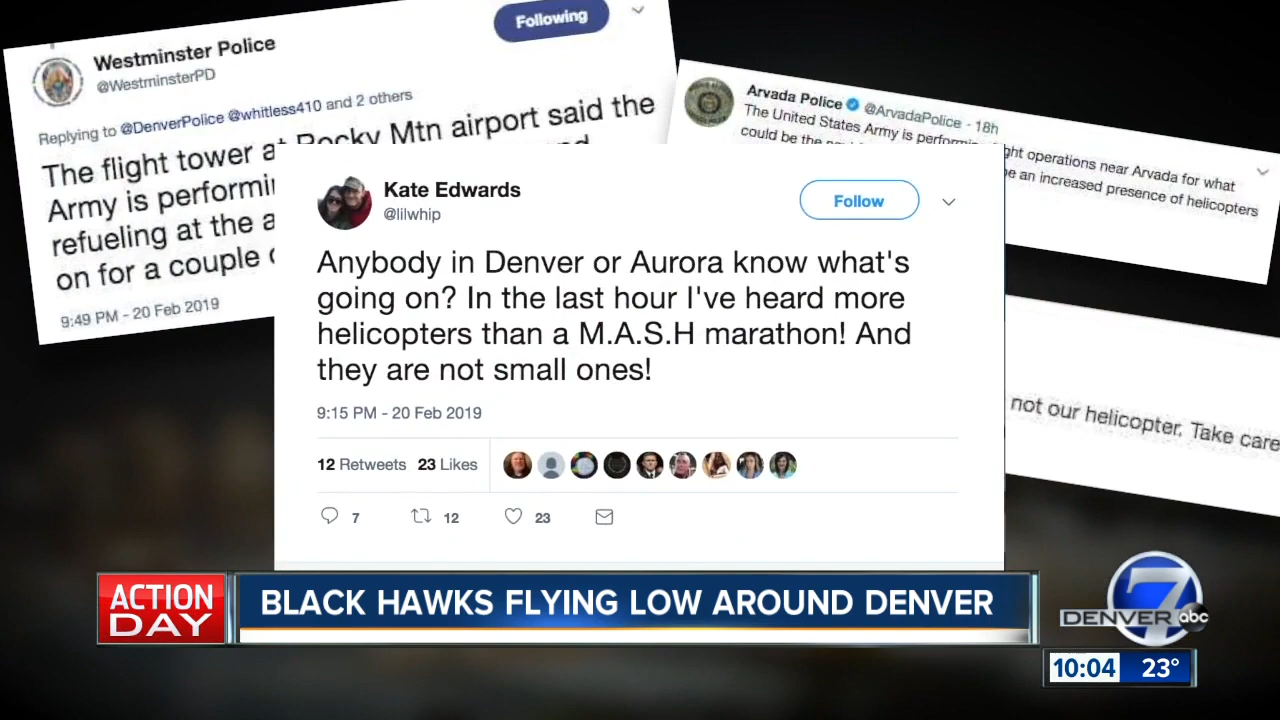 Following
Westminster Police
@WestminsterPD
Replying to @DenverPolice @whitless410 and 2 others
The flight tower at Rocky Mtn airport said the
Army is performi
refueling at the a
on for a couple
9:49 PM - 20 Feb 2019
Arvada Police @ArvadaPolice - 18h
The United States Army is performing flight operations near Arvada for what
could be the an increased presence of helicopters
Kate Edwards
@lilwhip
Follow
Anybody in Denver or Aurora know what's
going on? In the last hour I've heard more
helicopters than a M.A.S.H marathon! And
they are not small ones!
9:15 PM - 20 Feb 2019
12 Retweets 23 Likes
7 12 23
not our helicopter. Take care
ACTION
DAY
BLACK HAWKS FLYING LOW AROUND DENVER
DENVER 7 abc
10:04 23°